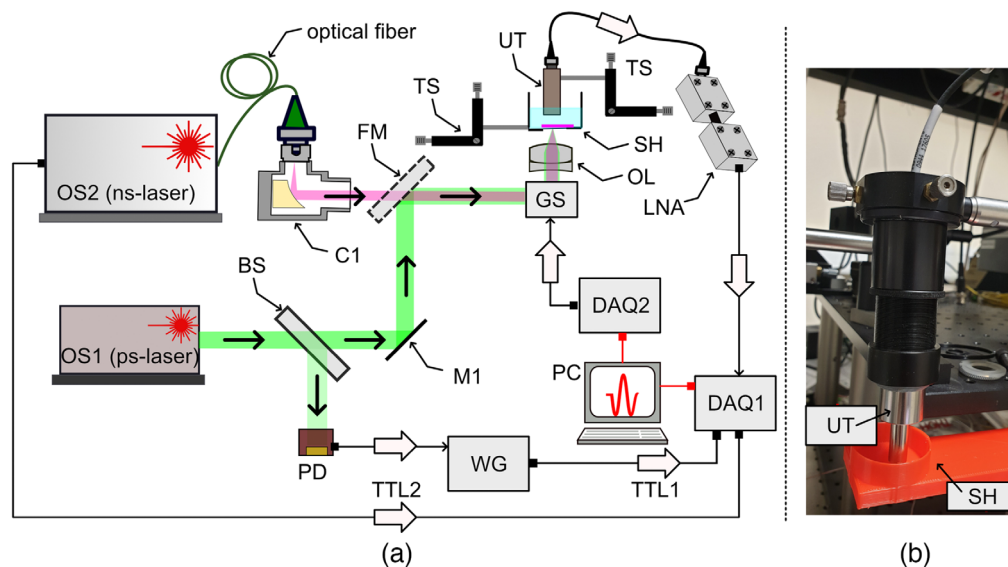 optical fiber
UT
TS
TS
OS2 (ns-laser)
FM
SH
OL
LNA
GS
C1
BS
DAQ2
OS1 (ps-laser)
M1
PC
DAQ1
PD
WG
TTL2
TTL1
UT
SH
(a)
(b)